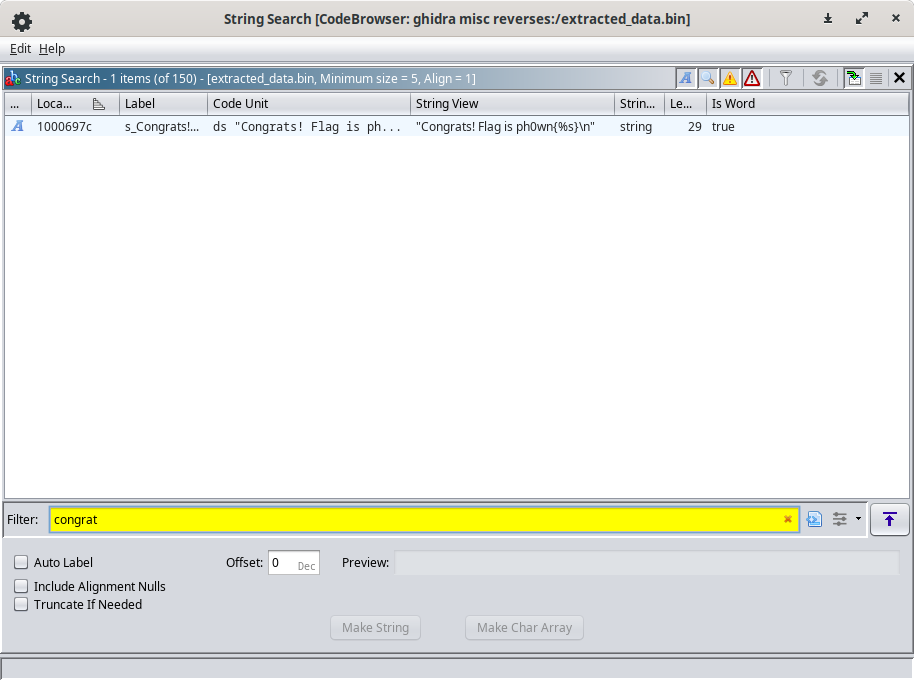 String Search [CodeBrowser: ghidra misc reverses:/extracted_data.bin]
Edit Help
String Search - 1 items (of 150) - [extracted_data.bin, Minimum size = 5, Align = 1]
... Loca... Label Code Unit String View Strin... Le... Is Word
A 1000697c s_Congrats!... ds "Congrats! Flag is ph... "Congrats! Flag is ph0wn{%s}\n" string 29 true
Filter: congrat
Auto Label Offset: 0 Dec Preview:
Include Alignment Nulls
Truncate If Needed
Make String Make Char Array